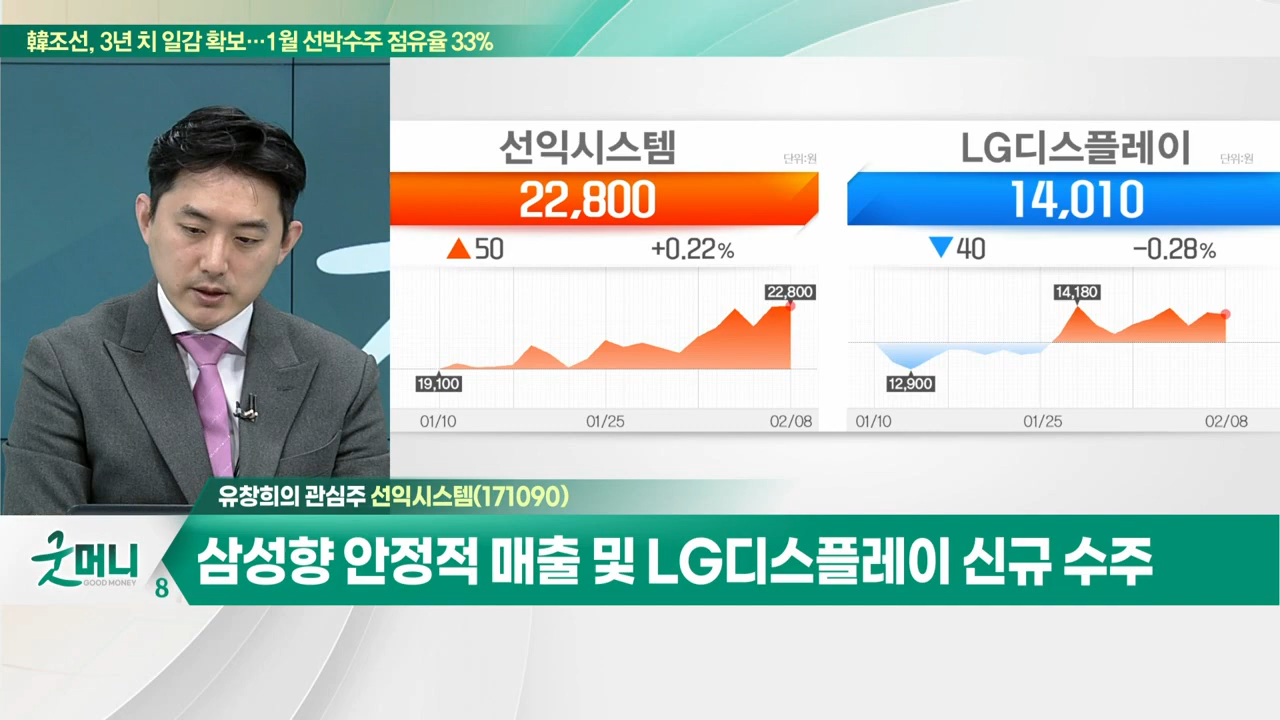 韓조선, 3년 치 일감 확보…1월 선박수주 점유율 33%
선익시스템
단위:원
22,800
▲50 +0.22%
22,800
19,100
01/10 01/25 02/08
LG디스플레이
단위:원
14,010
▼40 -0.28%
14,180
12,900
01/10 01/25 02/08
유창희의 관심주 선익시스템(171090)
굿머니
GOOD MONEY
8
삼성향 안정적 매출 및 LG디스플레이 신규 수주